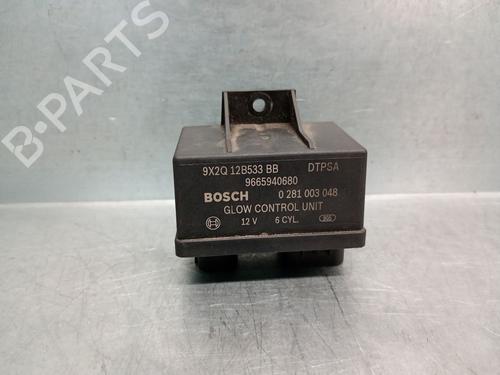 B-PARTS
9X2Q 12B533 BB DTPSA
9665940680
BOSCH 0 281 003 048
GLOW CONTROL UNIT
12 V 6 CYL.